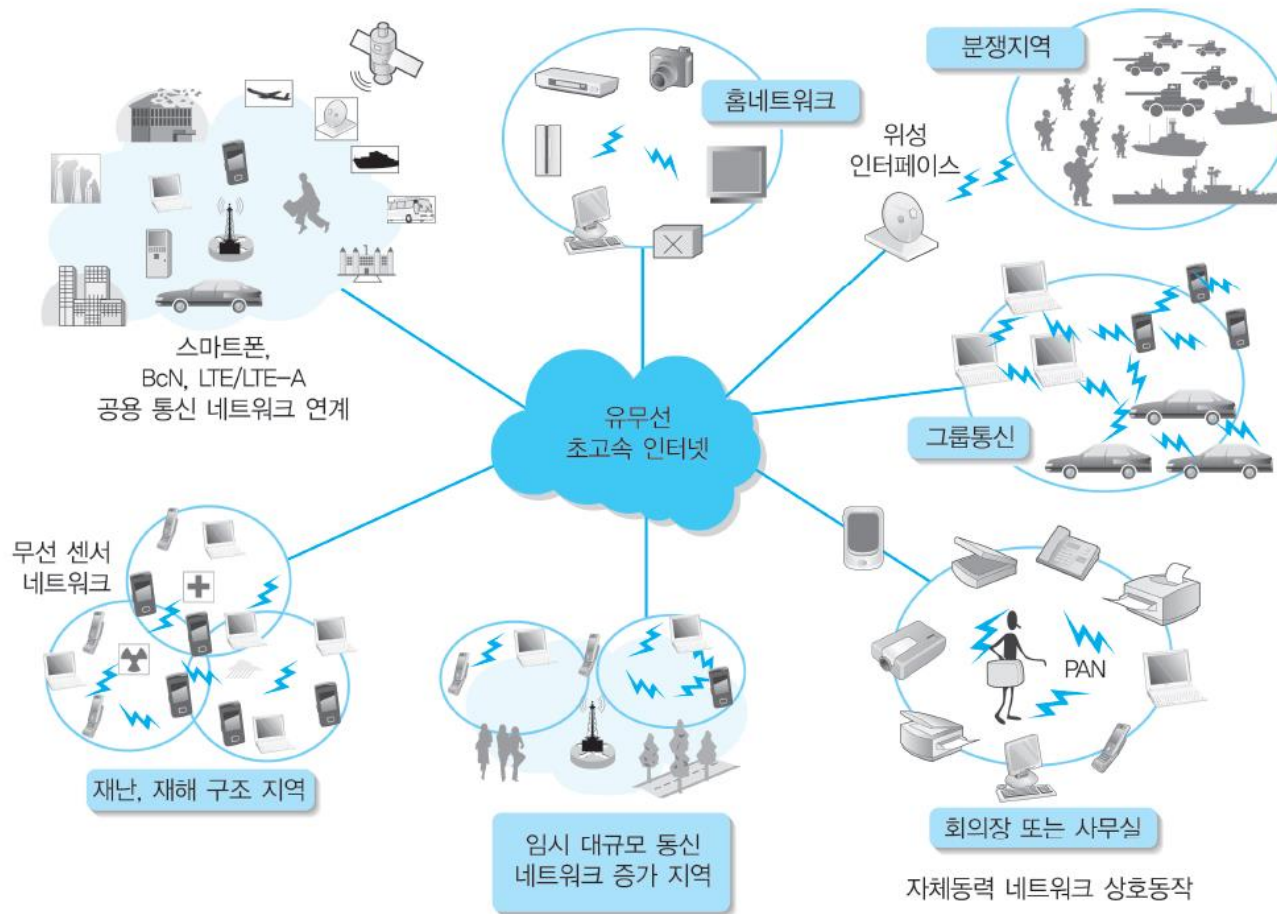 분쟁지역
홈네트워크
위성
인터페이스
스마트폰,
BcN, LTE/LTE-A
공용 통신 네트워크 연계
유무선
초고속 인터넷
그룹통신
무선 센서
네트워크
PAN
재난, 재해 구조 지역
임시 대규모 통신
네트워크 증가 지역
회의장 또는 사무실
자체동력 네트워크 상호동작